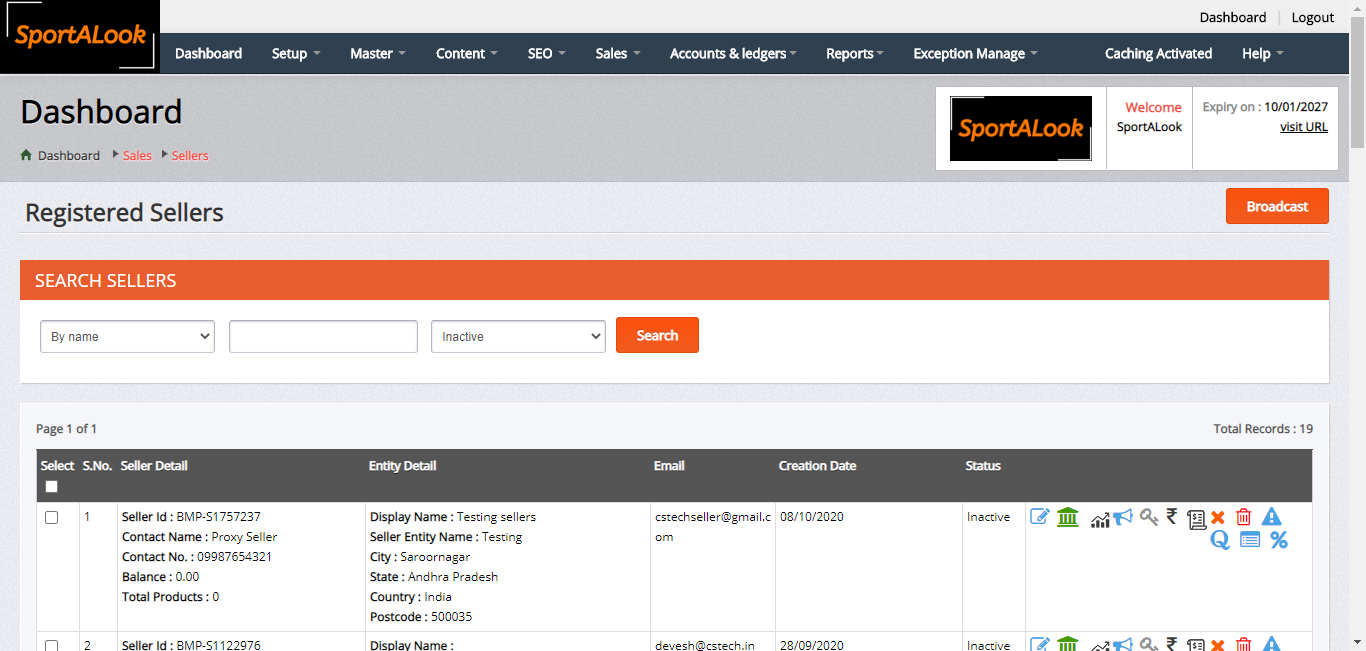 Dashboard | Logout
SportALook
Dashboard Setup Master Content SEO Sales Accounts & ledgers Reports Exception Manage Caching Activated Help
Dashboard
Dashboard Sales Sellers
SportALook
Welcome
SportALook
Expiry on : 10/01/2027
visit URL
Registered Sellers
Broadcast
SEARCH SELLERS
By name Inactive Search
Page 1 of 1 Total Records : 19
Select S.No. Seller Detail Entity Detail Email Creation Date Status
1
Seller Id : BMP-S1757237
Contact Name : Proxy Seller
Contact No. : 09987654321
Balance : 0.00
Total Products : 0
Display Name : Testing sellers
Seller Entity Name : Testing
City : Saroornagar
State : Andhra Pradesh
Country : India
Postcode : 500035
cstechseller@gmail.c
om
08/10/2020
Inactive
2
Seller Id : BMP-S1122976
Display Name :
devesh@cstech.in
28/09/2020
Inactive